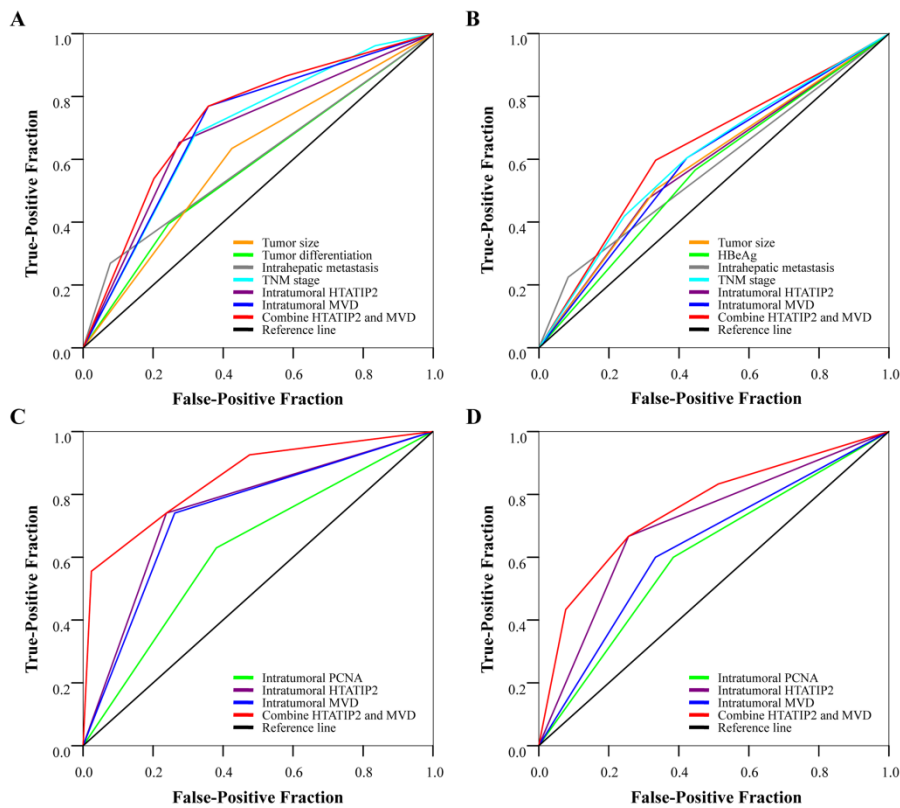 A
True-Positive Fraction
1.0
0.8
0.6
0.4
0.2
0.0
Tumor size
Tumor differentiation
Intrahepatic metastasis
TNM stage
Intratumoral HTATIP2
Intratumoral MVD
Combine HTATIP2 and MVD
Reference line
0.0 0.2 0.4 0.6 0.8 1.0
False-Positive Fraction
B
True-Positive Fraction
1.0
0.8
0.6
0.4
0.2
0.0
Tumor size
HBeAg
Intrahepatic metastasis
TNM stage
Intratumoral HTATIP2
Intratumoral MVD
Combine HTATIP2 and MVD
Reference line
0.0 0.2 0.4 0.6 0.8 1.0
False-Positive Fraction
C
True-Positive Fraction
1.0
0.8
0.6
0.4
0.2
0.0
Intratumoral PCNA
Intratumoral HTATIP2
Intratumoral MVD
Combine HTATIP2 and MVD
Reference line
0.0 0.2 0.4 0.6 0.8 1.0
False-Positive Fraction
D
True-Positive Fraction
1.0
0.8
0.6
0.4
0.2
0.0
Intratumoral PCNA
Intratumoral HTATIP2
Intratumoral MVD
Combine HTATIP2 and MVD
Reference line
0.0 0.2 0.4 0.6 0.8 1.0
False-Positive Fraction